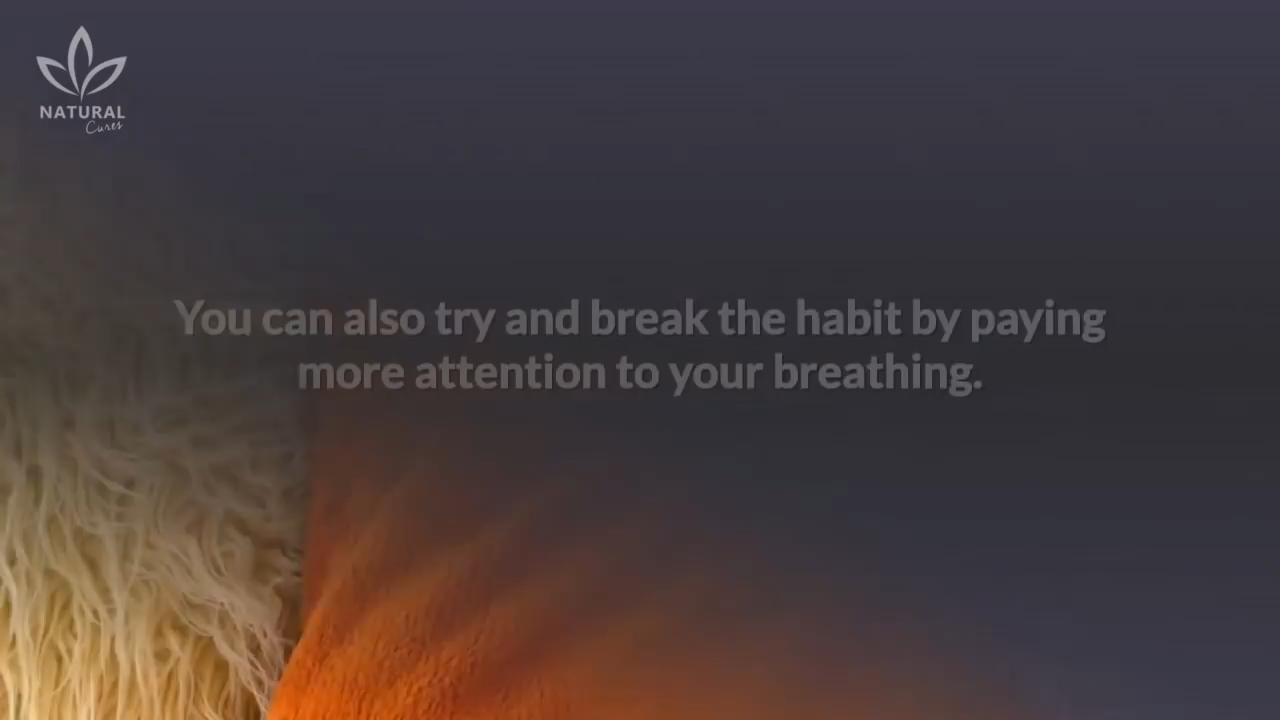 NATURAL
Cures
You can also try and break the habit by paying
more attention to your breathing.